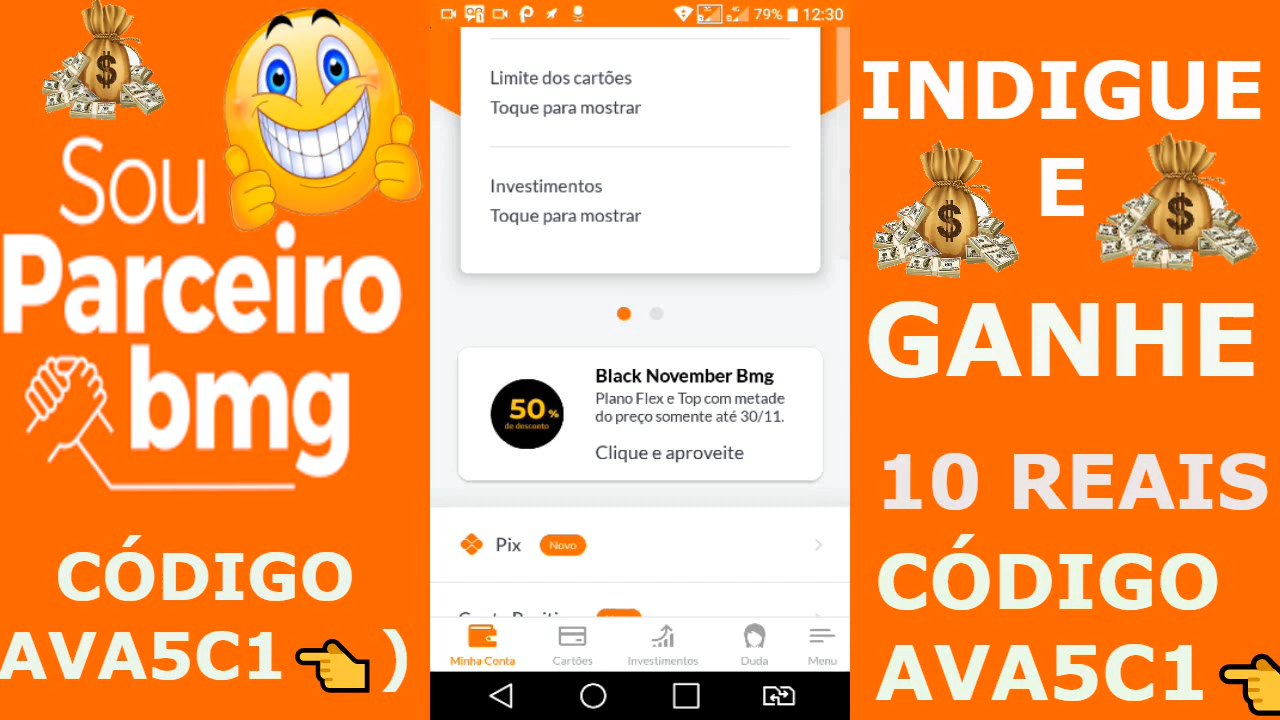 Sou
Parceiro
bmg
CÓDIGO
AVA5C1 )
79% 12:30
Limite dos cartões
Toque para mostrar
Investimentos
Toque para mostrar
50 %
de desconto
Black November Bmg
Plano Flex e Top com metade
do preço somente até 30/11.
Clique e aproveite
Pix Novo
Minha Conta Cartões Investimentos Duda Menu
INDIGUE
E
GANHE
10 REAIS
CÓDIGO
AVA5C1